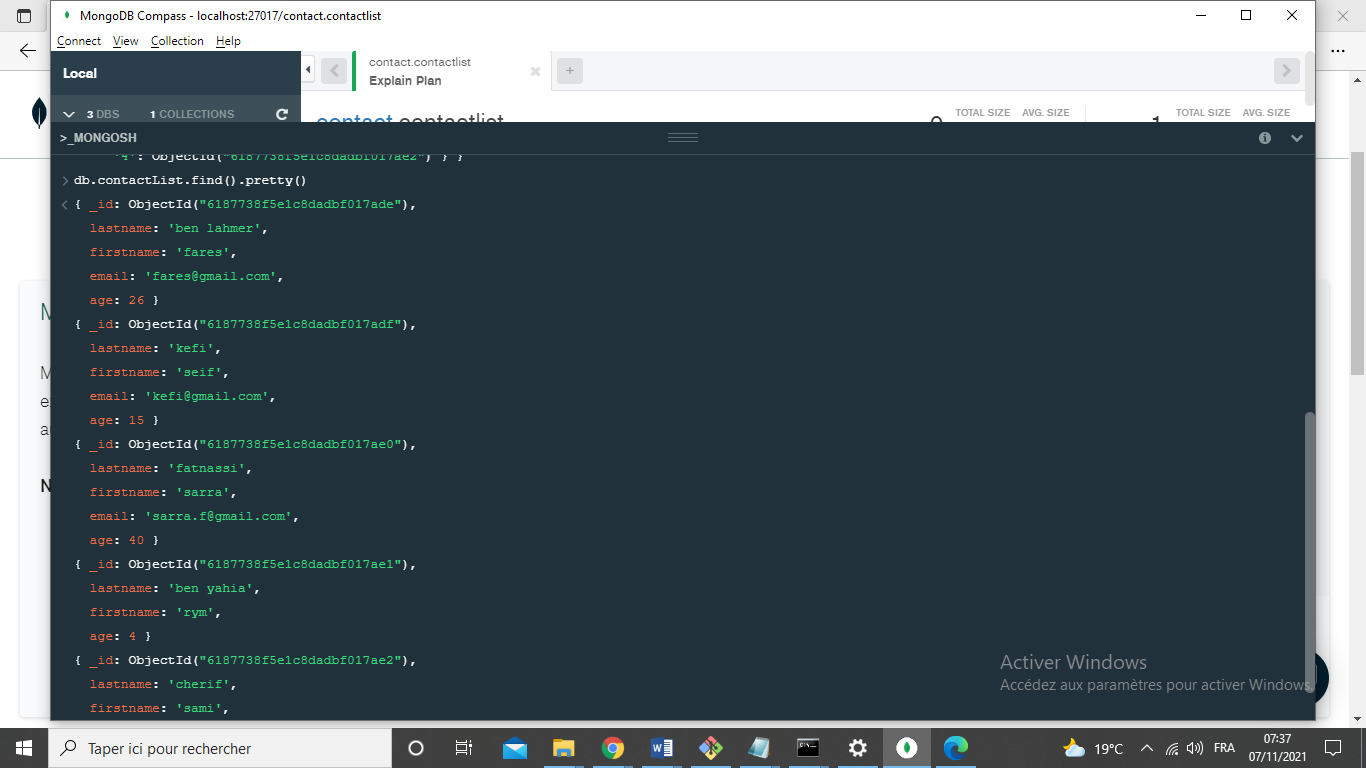 MongoDB Compass - localhost:27017/contact.contactlist
Connect View Collection Help
Local
contact.contactlist
Explain Plan
3 DBS 1 COLLECTIONS
contact.contactlist
TOTAL SIZE AVG. SIZE
TOTAL SIZE AVG. SIZE
>_MONGOSH
'4': ObjectId("6187738f5e1c8dadbf017ae2") } }
db.contactList.find().pretty()
{ _id: ObjectId("6187738f5e1c8dadbf017ade"),
lastname: 'ben lahmer',
firstname: 'fares',
email: 'fares@gmail.com',
age: 26 }
{ _id: ObjectId("6187738f5e1c8dadbf017adf"),
lastname: 'kefi',
firstname: 'seif',
email: 'kefi@gmail.com',
age: 15 }
{ _id: ObjectId("6187738f5e1c8dadbf017ae0"),
lastname: 'fatnassi',
firstname: 'sarra',
email: 'sarra.f@gmail.com',
age: 40 }
{ _id: ObjectId("6187738f5e1c8dadbf017ae1"),
lastname: 'ben yahia',
firstname: 'rym',
age: 4 }
{ _id: ObjectId("6187738f5e1c8dadbf017ae2"),
lastname: 'cherif',
firstname: 'sami',
Activer Windows
Accédez aux paramètres pour activer Windows.
Taper ici pour rechercher
19°C
FRA
07:37
07/11/2021